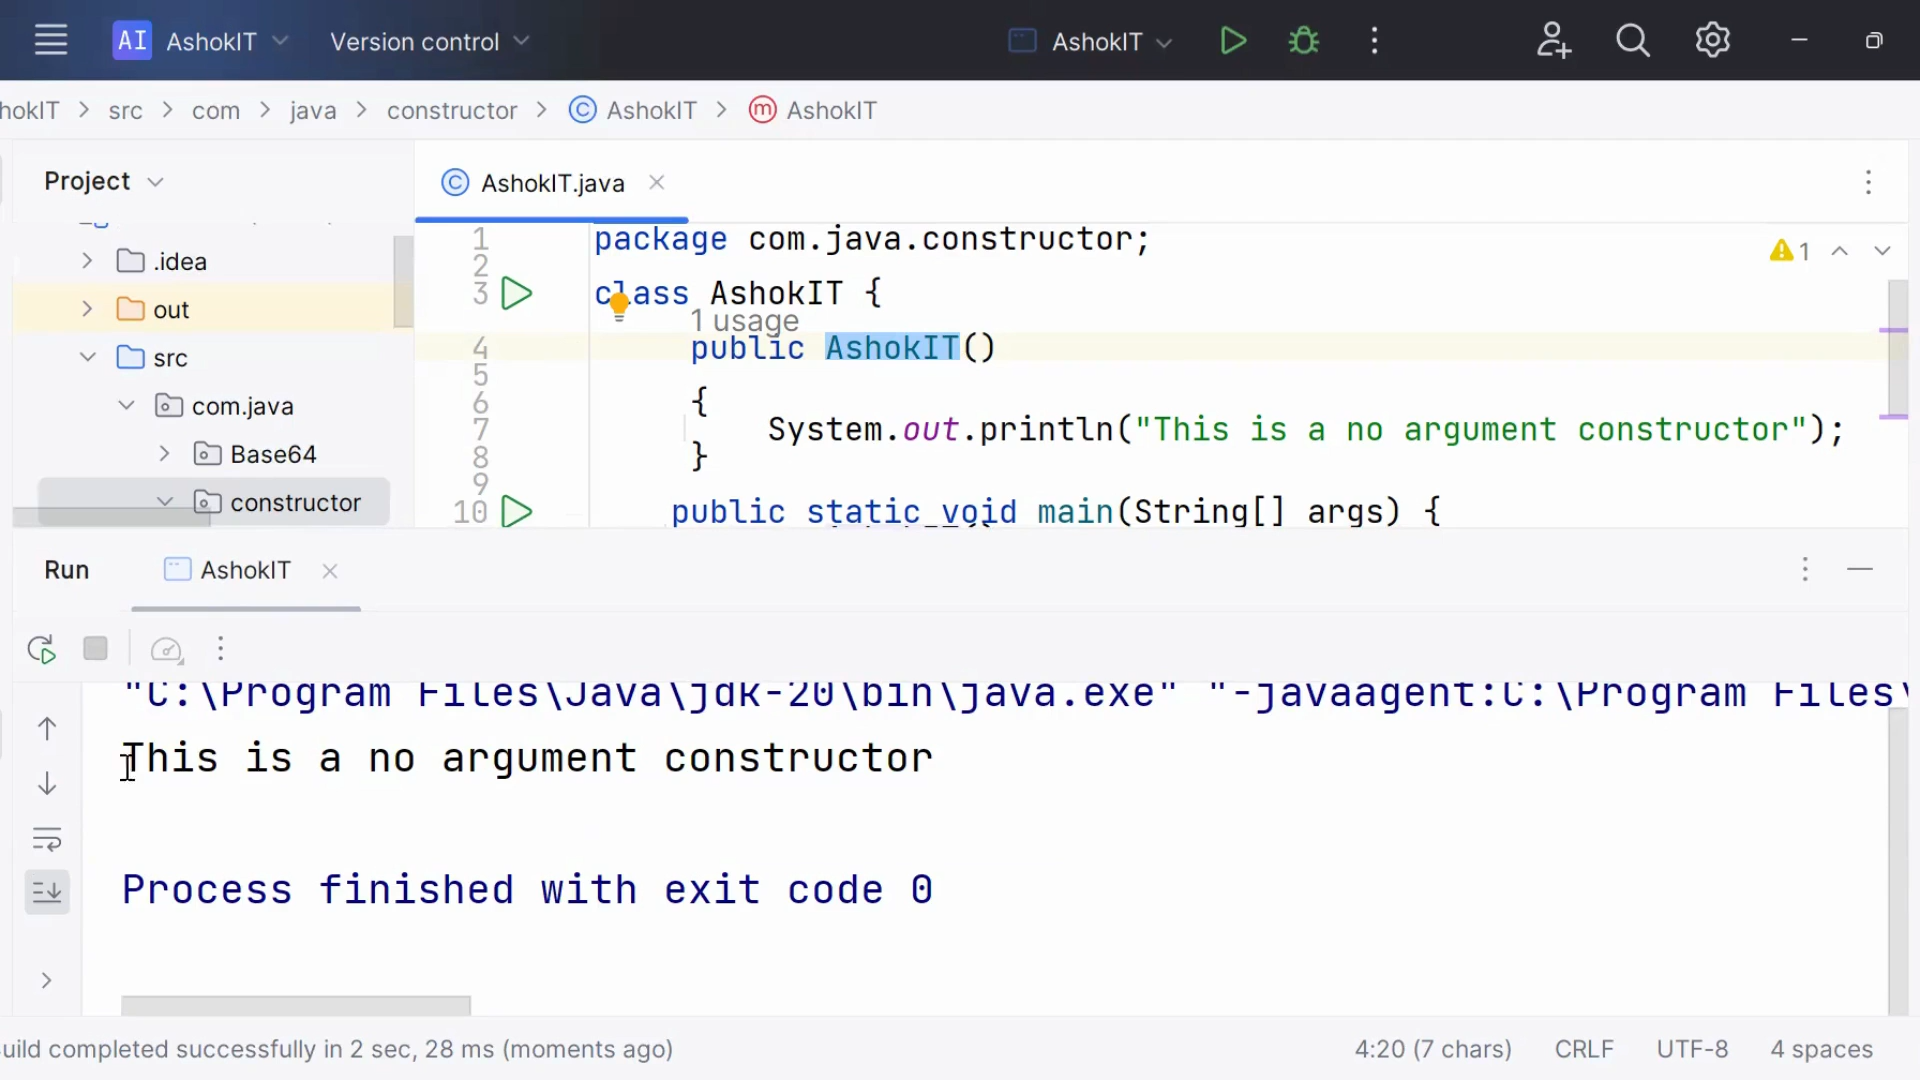 AI AshokIT Version control AshokIT
hokIT > src > com > java > constructor > © AshokIT > m AshokIT
Project
AshokIT.java
.idea
out
src
com.java
Base64
constructor
1 package com.java.constructor;
2
3 class AshokIT {
1 usage
4 public AshokIT()
5
6 {
7 System.out.println("This is a no argument constructor");
8 }
9
10 public static void main(String[] args) {
1
Run AshokIT
"C:\Program Files\Java\jdk-20\bin\java.exe" "-javaagent:C:\Program Files\
This is a no argument constructor
Process finished with exit code 0
uild completed successfully in 2 sec, 28 ms (moments ago) 4:20 (7 chars) CRLF UTF-8 4 spaces